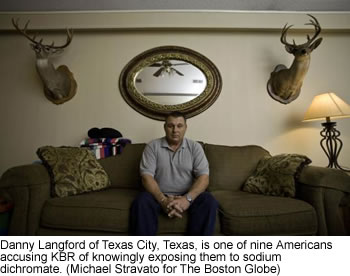 Danny Langford of Texas City, Texas, is one of nine Americans
accusing KBR of knowingly exposing them to sodium
dichromate. (Michael Stravato for The Boston Globe)